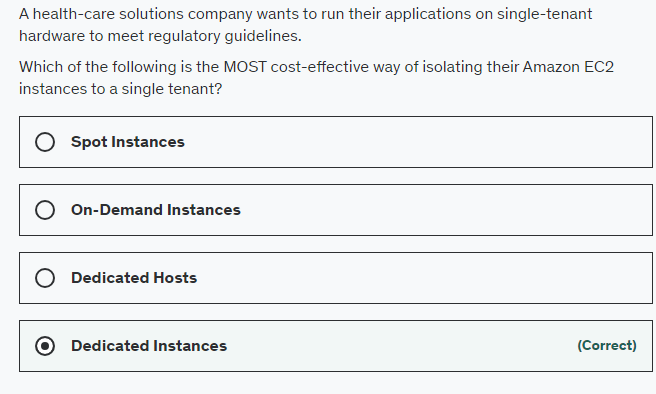 A health-care solutions company wants to run their applications on single-tenant
hardware to meet regulatory guidelines.
Which of the following is the MOST cost-effective way of isolating their Amazon EC2
instances to a single tenant?
Spot Instances
On-Demand Instances
Dedicated Hosts
Dedicated Instances (Correct)